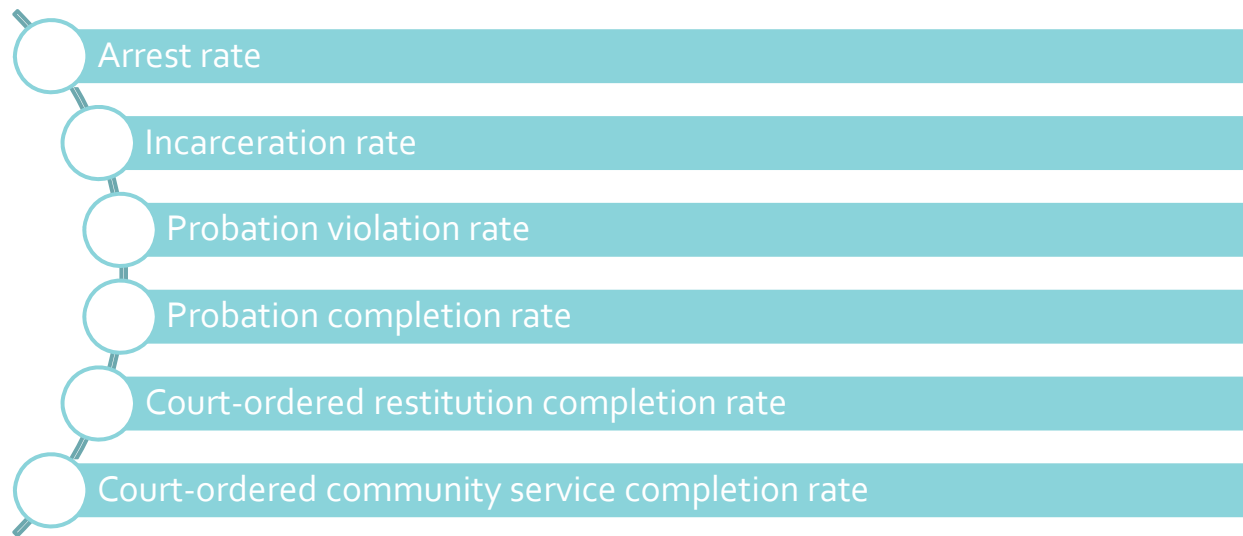 Arrest rate
Incarceration rate
Probation violation rate
Probation completion rate
Court-ordered restitution completion rate
Court-ordered community service completion rate